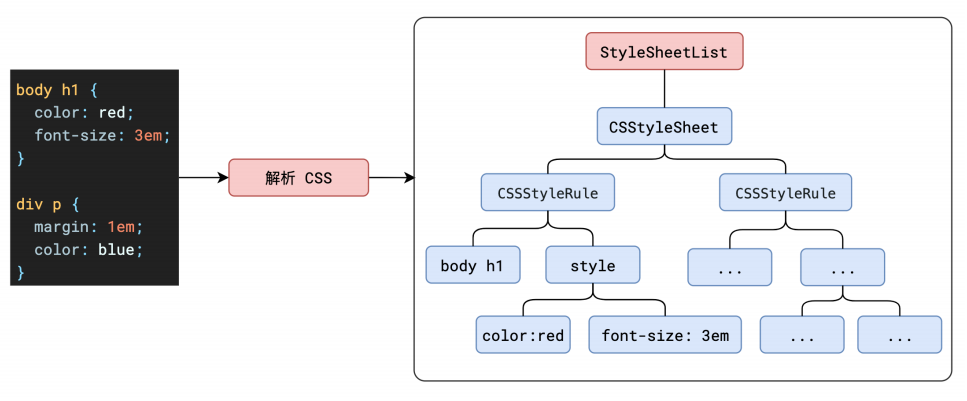 body h1 {
  color: red;
  font-size: 3em;
}
div p {
  margin: 1em;
  color: blue;
}
解析 CSS
StyleSheetList
CSStyleSheet
CSSStyleRule
CSSStyleRule
body h1
style
...
...
color:red
font-size: 3em
...
...